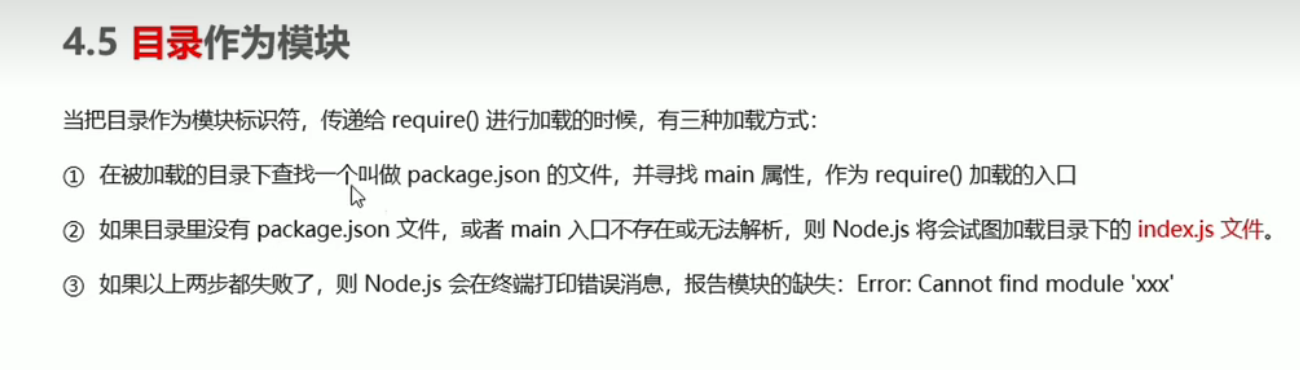 4.5 目录作为模块
当把目录作为模块标识符，传递给 require() 进行加载的时候，有三种加载方式：
① 在被加载的目录下查找一个叫做 package.json 的文件，并寻找 main 属性，作为 require() 加载的入口
② 如果目录里没有 package.json 文件，或者 main 入口不存在或无法解析，则 Node.js 将会试图加载目录下的 index.js 文件。
③ 如果以上两步都失败了，则 Node.js 会在终端打印错误消息，报告模块的缺失：Error: Cannot find module 'xxx'